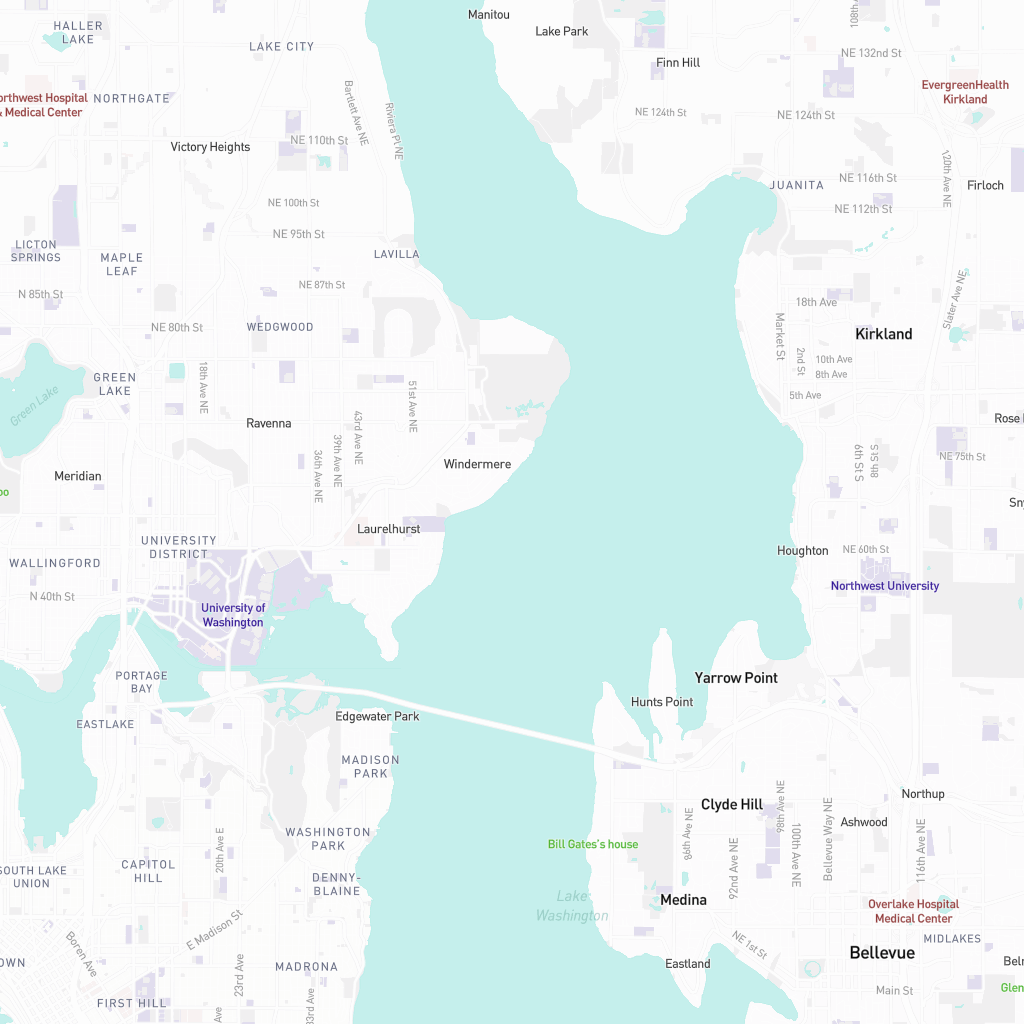 Manitou
HALLER
LAKE
Lake Park
108th
LAKE CITY
NE 132nd St
Finn Hill
EvergreenHealth
Kirkland
orthwest Hospital
& Medical Center
NORTHGATE
Bartlett Ave NE
Riviera Pl NE
NE 124th St
NE 124th St
NE 110th St
Victory Heights
120th Ave NE
NE 116th St
JUANITA
Firloch
NE 100th St
NE 112th St
NE 95th St
LICTON
SPRINGS
MAPLE
LEAF
LAVILLA
NE 87th St
N 85th St
18th Ave
Slater Ave NE
NE 80th St
WEDGWOOD
Market St
Kirkland
2nd St
10th Ave
8th Ave
GREEN
LAKE
Green Lake
18th Ave NE
5th Ave
51st Ave NE
43rd Ave NE
Ravenna
Rose
39th Ave NE
36th Ave NE
6th St S
8th St S
NE 75th St
Windermere
Meridian
oo
Sny
Laurelhurst
UNIVERSITY
DISTRICT
Houghton
NE 60th St
WALLINGFORD
Northwest University
N 40th St
University of
Washington
PORTAGE
BAY
Yarrow Point
Hunts Point
EASTLAKE
Edgewater Park
MADISON
PARK
Northup
Clyde Hill
98th Ave NE
Ashwood
86th Ave NE
92nd Ave NE
100th Ave NE
Bellevue Way NE
116th Ave NE
WASHINGTON
PARK
Bill Gates's house
20th Ave E
CAPITOL
HILL
SOUTH LAKE
UNION
DENNY-
BLAINE
Lake
Washington
Medina
Overlake Hospital
Medical Center
E Madison St
NE 1st St
MIDLAKES
Boren Ave
Bellevue
OWN
MADRONA
23rd Ave
Eastland
Belr
Glen
Main St
FIRST HILL
33rd Ave
Ave